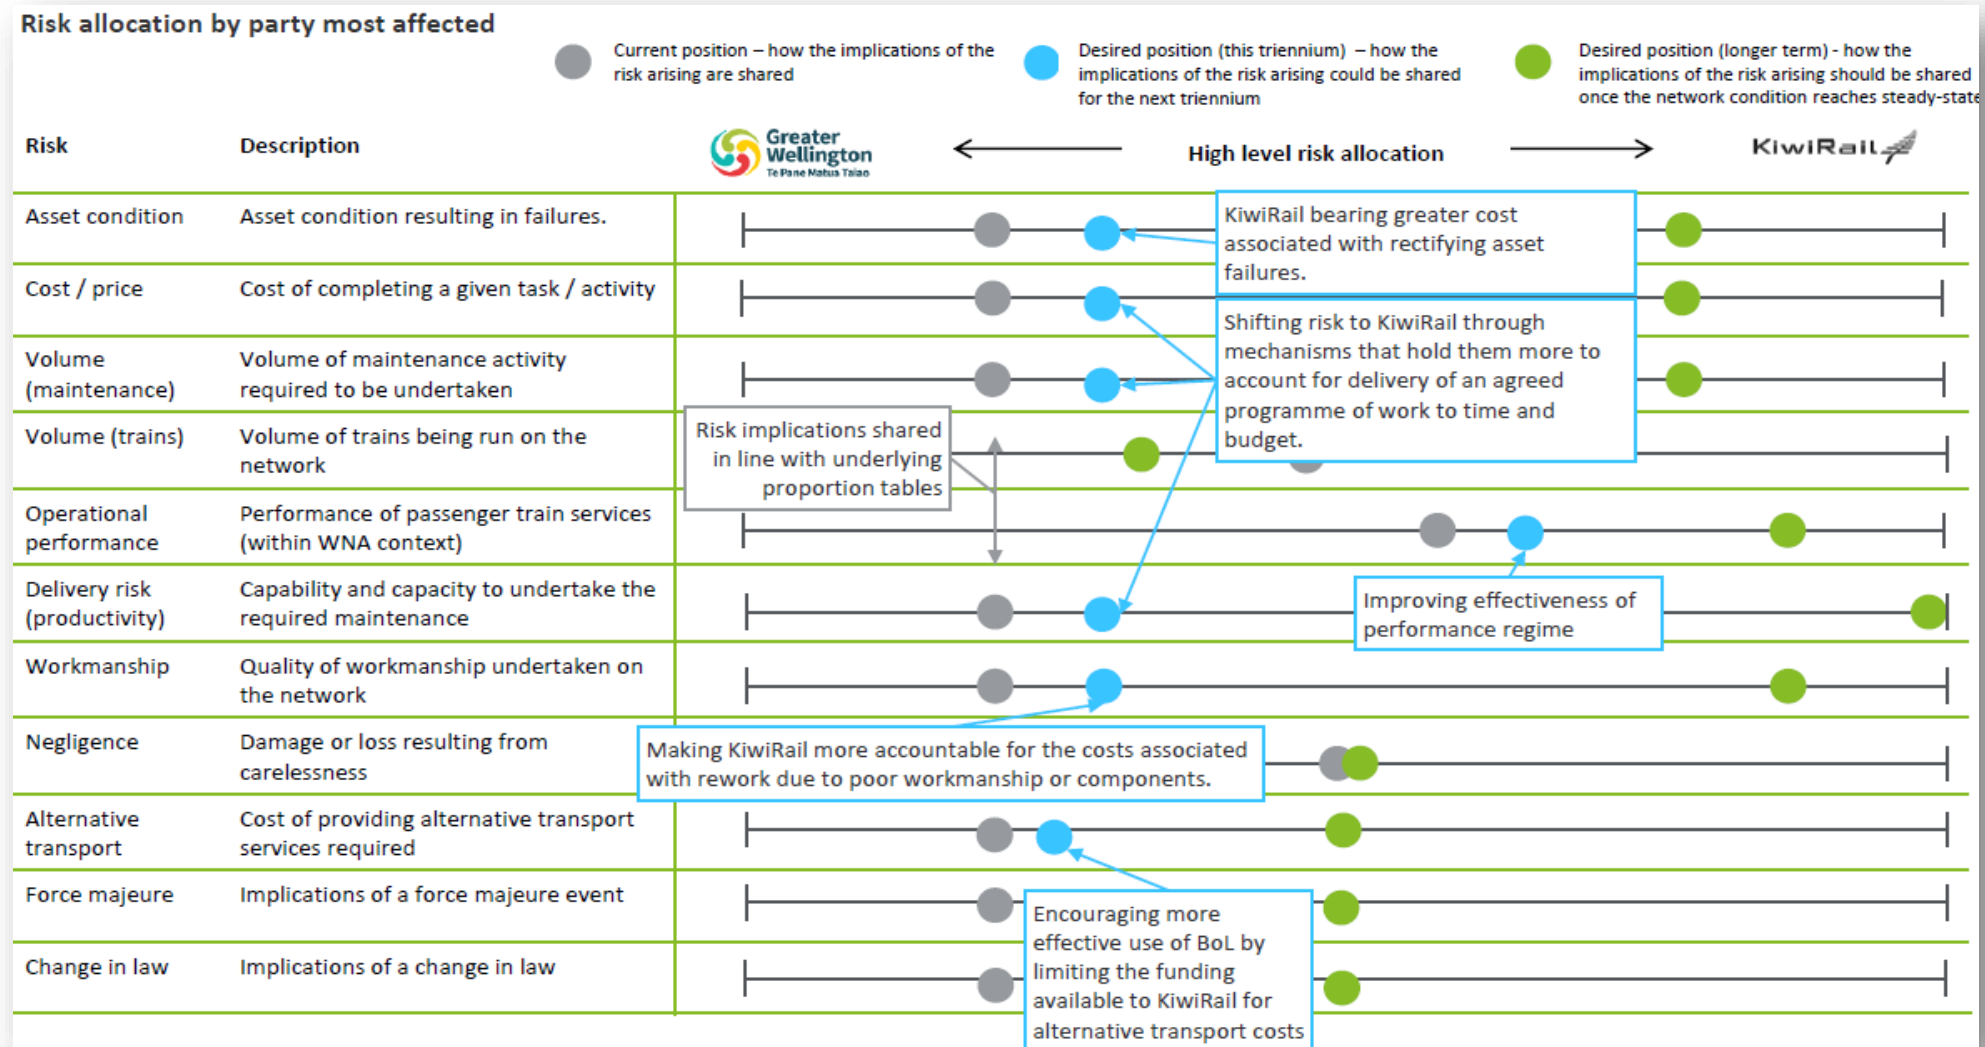 Risk allocation by party most affected
Current position – how the implications of the
risk arising are shared
Desired position (this triennium) – how the
implications of the risk arising could be shared
for the next triennium
Desired position (longer term) - how the
implications of the risk arising should be shared
once the network condition reaches steady-state
Risk
Description
Greater
Wellington
Te Pane Matua Taiao
High level risk allocation
KiwiRail
Asset condition
Asset condition resulting in failures.
KiwiRail bearing greater cost
associated with rectifying asset
failures.
Cost / price
Cost of completing a given task / activity
Shifting risk to KiwiRail through
mechanisms that hold them more to
account for delivery of an agreed
programme of work to time and
budget.
Volume
(maintenance)
Volume of maintenance activity
required to be undertaken
Volume (trains)
Volume of trains being run on the
network
Risk implications shared
in line with underlying
proportion tables
Operational
performance
Performance of passenger train services
(within WNA context)
Delivery risk
(productivity)
Capability and capacity to undertake the
required maintenance
Improving effectiveness of
performance regime
Workmanship
Quality of workmanship undertaken on
the network
Negligence
Damage or loss resulting from
carelessness
Making KiwiRail more accountable for the costs associated
with rework due to poor workmanship or components.
Alternative
transport
Cost of providing alternative transport
services required
Force majeure
Implications of a force majeure event
Encouraging more
effective use of BoL by
limiting the funding
available to KiwiRail for
alternative transport costs
Change in law
Implications of a change in law